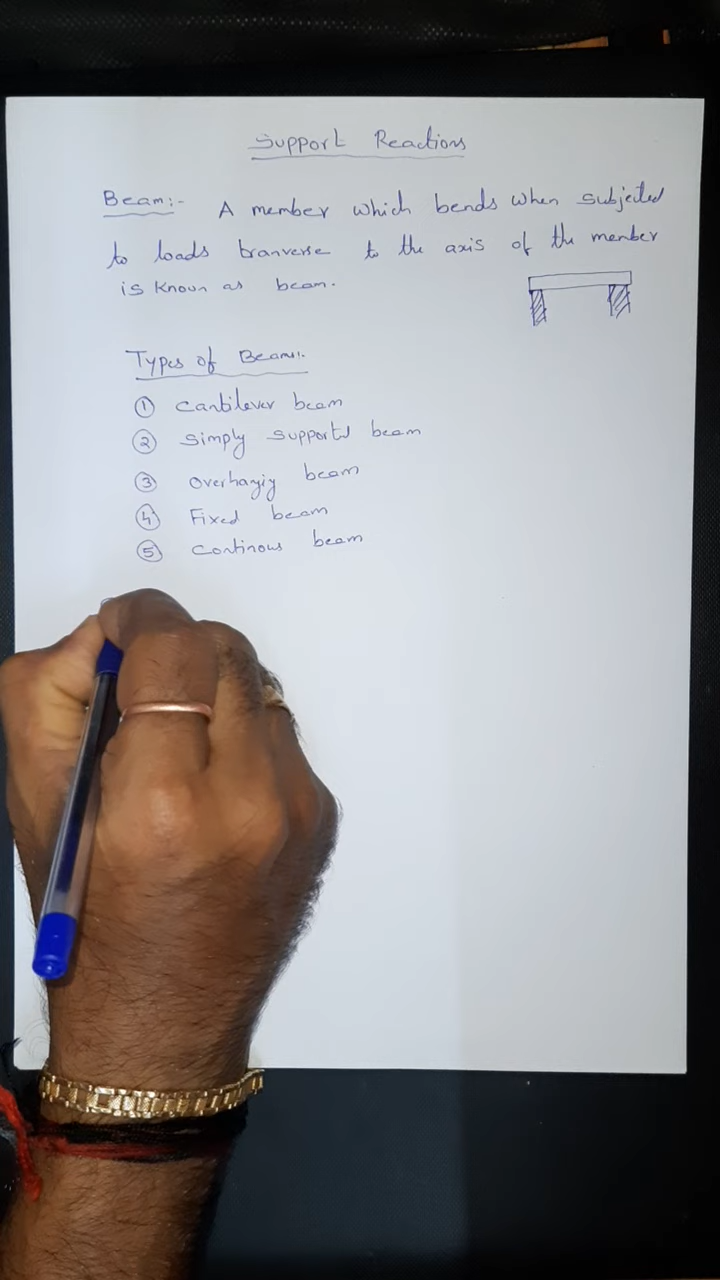 Support Reactions
Beam:- A member which bends when subjected
to loads tranverse to the axis of the member
is known as beam.
Types of Beams:-
① Cantilever beam
② Simply supportd beam
③ Overhangig beam
④ Fixed beam
⑤ Continous beam